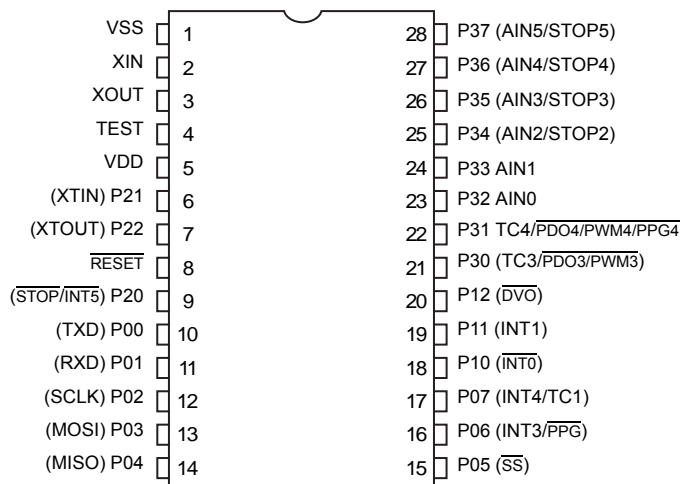 VSS 1 28 P37 (AIN5/STOP5)
XIN 2 27 P36 (AIN4/STOP4)
XOUT 3 26 P35 (AIN3/STOP3)
TEST 4 25 P34 (AIN2/STOP2)
VDD 5 24 P33 AIN1
(XTIN) P21 6 23 P32 AIN0
(XTOUT) P22 7 22 P31 TC4/PDO4/PWM4/PPG4
RESET 8 21 P30 (TC3/PDO3/PWM3)
(STOP/INT5) P20 9 20 P12 (DVO)
(TXD) P00 10 19 P11 (INT1)
(RXD) P01 11 18 P10 (INT0)
(SCLK) P02 12 17 P07 (INT4/TC1)
(MOSI) P03 13 16 P06 (INT3/PPG)
(MISO) P04 14 15 P05 (SS)